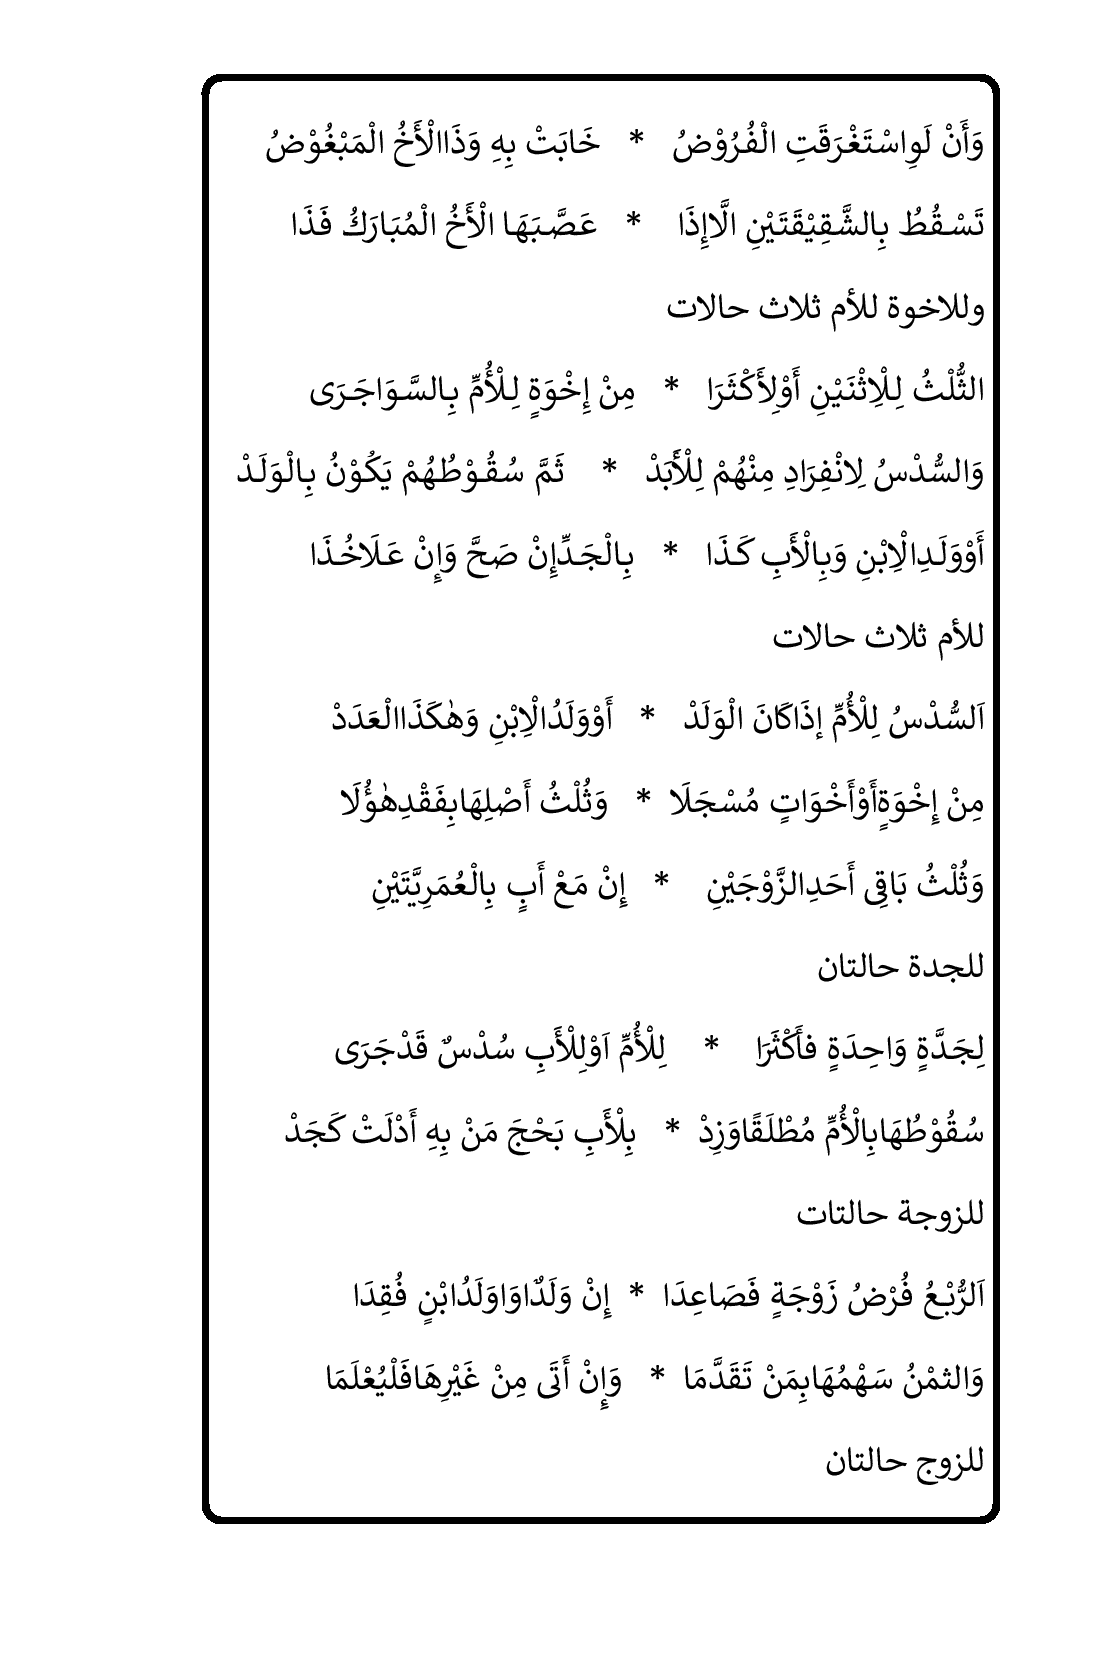 وَأَنْ لَوِاسْتَغْرَقَتِ الْفُرُوْضُ * خَابَتْ بِهِ وَذَاالْأَخُ الْمَبْغُوْضُ
تَسْقُطُ بِالشَّقِيْقَتَيْنِ الَّاإِذَا * عَصَّبَهَا الْأَخُ الْمُبَارَكُ فَذَا
وللاخوة للأم ثلاث حالات
الثُّلْثُ لِلْاِثْنَيْنِ أَوْلِأَكْثَرَا * مِنْ إِخْوَةٍ لِلْأُمِّ بِالسَّوَاجَرَى
وَالسُّدْسُ لِانْفِرَادِ مِنْهُمْ لِلْأَبَدْ * ثَمَّ سُقُوْطُهُمْ يَكُوْنُ بِالْوَلَدْ
أَوْوَلَدِالْاِبْنِ وَبِالْأَبِ كَذَا * بِالْجَدِّإِنْ صَحَّ وَإِنْ عَلَاخُذَا
للأم ثلاث حالات
اَلسُّدْسُ لِلْأُمِّ إذَاكَانَ الْوَلَدْ * أَوْوَلَدُالْاِبْنِ وَهٰكَذَاالْعَدَدْ
مِنْ إِخْوَةٍأَوْأَخْوَاتٍ مُسْجَلَا * وَثُلْثُ أَصْلِهَابِفَقْدِهٰؤُلَا
وَثُلْثُ بَاقِى أَحَدِالزَّوْجَيْنِ * إِنْ مَعْ أَبٍ بِالْعُمَرِيَّتَيْنِ
للجدة حالتان
لِجَدَّةٍ وَاحِدَةٍ فأَكْثَرَا * لِلْأُمِّ اَوْلِلْأَبِ سُدْسٌ قَدْجَرَى
سُقُوْطُهَابِالْأُمِّ مُطْلَقًاوَزِدْ * بِلْأَبِ بَحْجَ مَنْ بِهِ أَدْلَتْ كَجَدْ
للزوجة حالتات
اَلرُّبْعُ فُرْضُ زَوْجَةٍ فَصَاعِدَا * إِنْ وَلَدٌاوَاوَلَدُابْنٍ فُقِدَا
وَالثمْنُ سَهْمُهَابِمَنْ تَقَدَّمَا * وَإِنْ أَتَى مِنْ غَيْرِهَافَلْيُعْلَمَا
للزوج حالتان